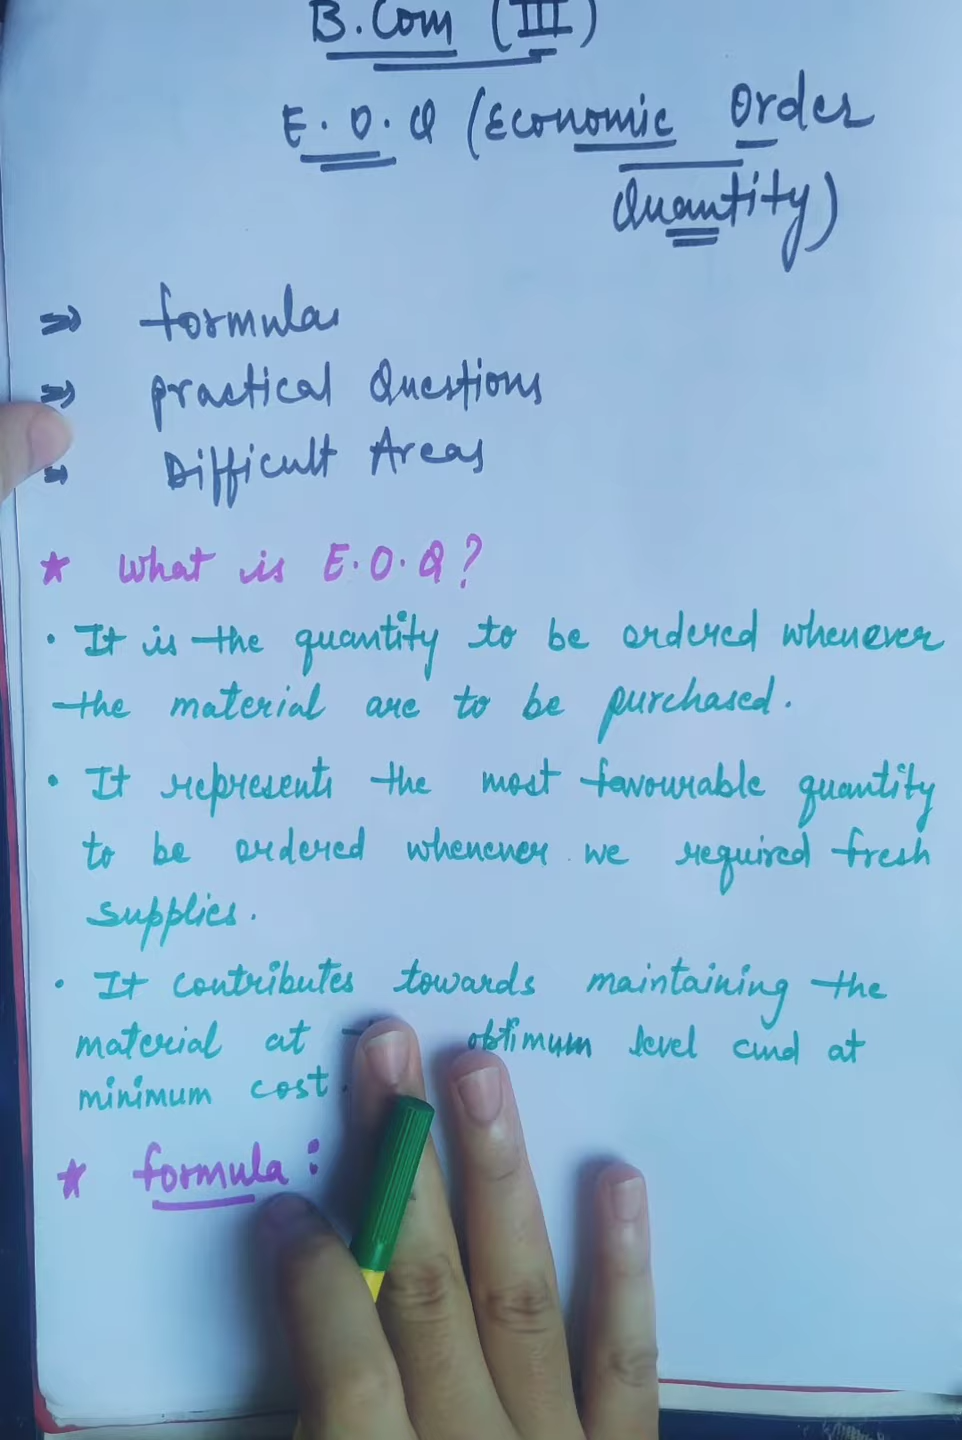 B.Com (III)
E.O.Q (Economic Order
Quantity)
⇒ formulas
⇒ practical Questions
Difficult Areas
★ What is E.O.Q?
• It is the quantity to be ordered whenever
the material are to be purchased.
• It represents the most favourable quantity
to be ordered whenever we required fresh
supplies.
• It contributes towards maintaining the
material at optimum level and at
minimum cost.
★ formula: